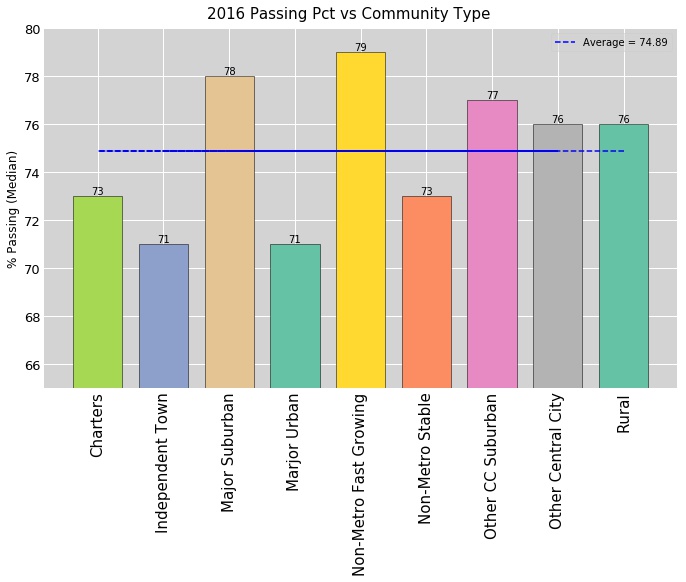 2016 Passing Pct vs Community Type
Average = 74.89
% Passing (Median)
80
78
76
74
72
70
68
66
73
71
78
71
79
73
77
76
76
Charters
Independent Town
Major Suburban
Marjor Urban
Non-Metro Fast Growing
Non-Metro Stable
Other CC Suburban
Other Central City
Rural